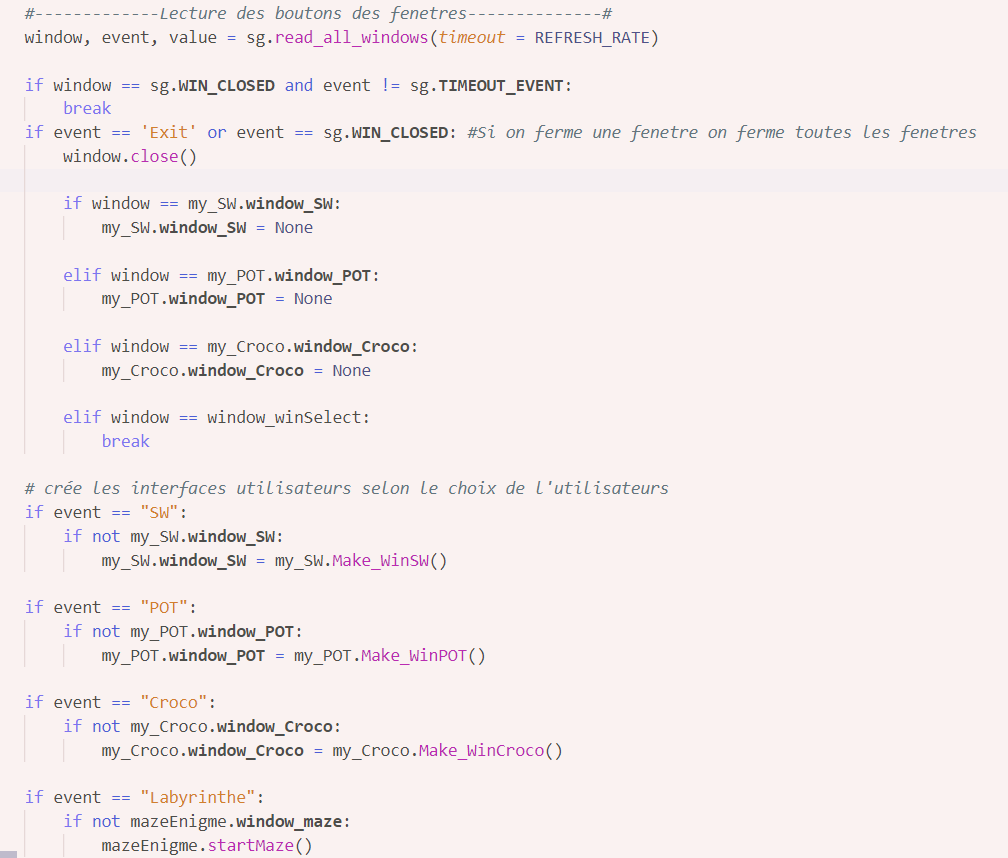 #-------------Lecture des boutons des fenetres--------------#
window, event, value = sg.read_all_windows(timeout = REFRESH_RATE)
if window == sg.WIN_CLOSED and event != sg.TIMEOUT_EVENT:
    break
if event == 'Exit' or event == sg.WIN_CLOSED: #Si on ferme une fenetre on ferme toutes les fenetres
    window.close()
    if window == my_SW.window_SW:
        my_SW.window_SW = None
    elif window == my_POT.window_POT:
        my_POT.window_POT = None
    elif window == my_Croco.window_Croco:
        my_Croco.window_Croco = None
    elif window == window_winSelect:
        break
# crée les interfaces utilisateurs selon le choix de l'utilisateurs
if event == "SW":
    if not my_SW.window_SW:
        my_SW.window_SW = my_SW.Make_WinSW()
if event == "POT":
    if not my_POT.window_POT:
        my_POT.window_POT = my_POT.Make_WinPOT()
if event == "Croco":
    if not my_Croco.window_Croco:
        my_Croco.window_Croco = my_Croco.Make_WinCroco()
if event == "Labyrinthe":
    if not mazeEnigme.window_maze:
        mazeEnigme.startMaze()